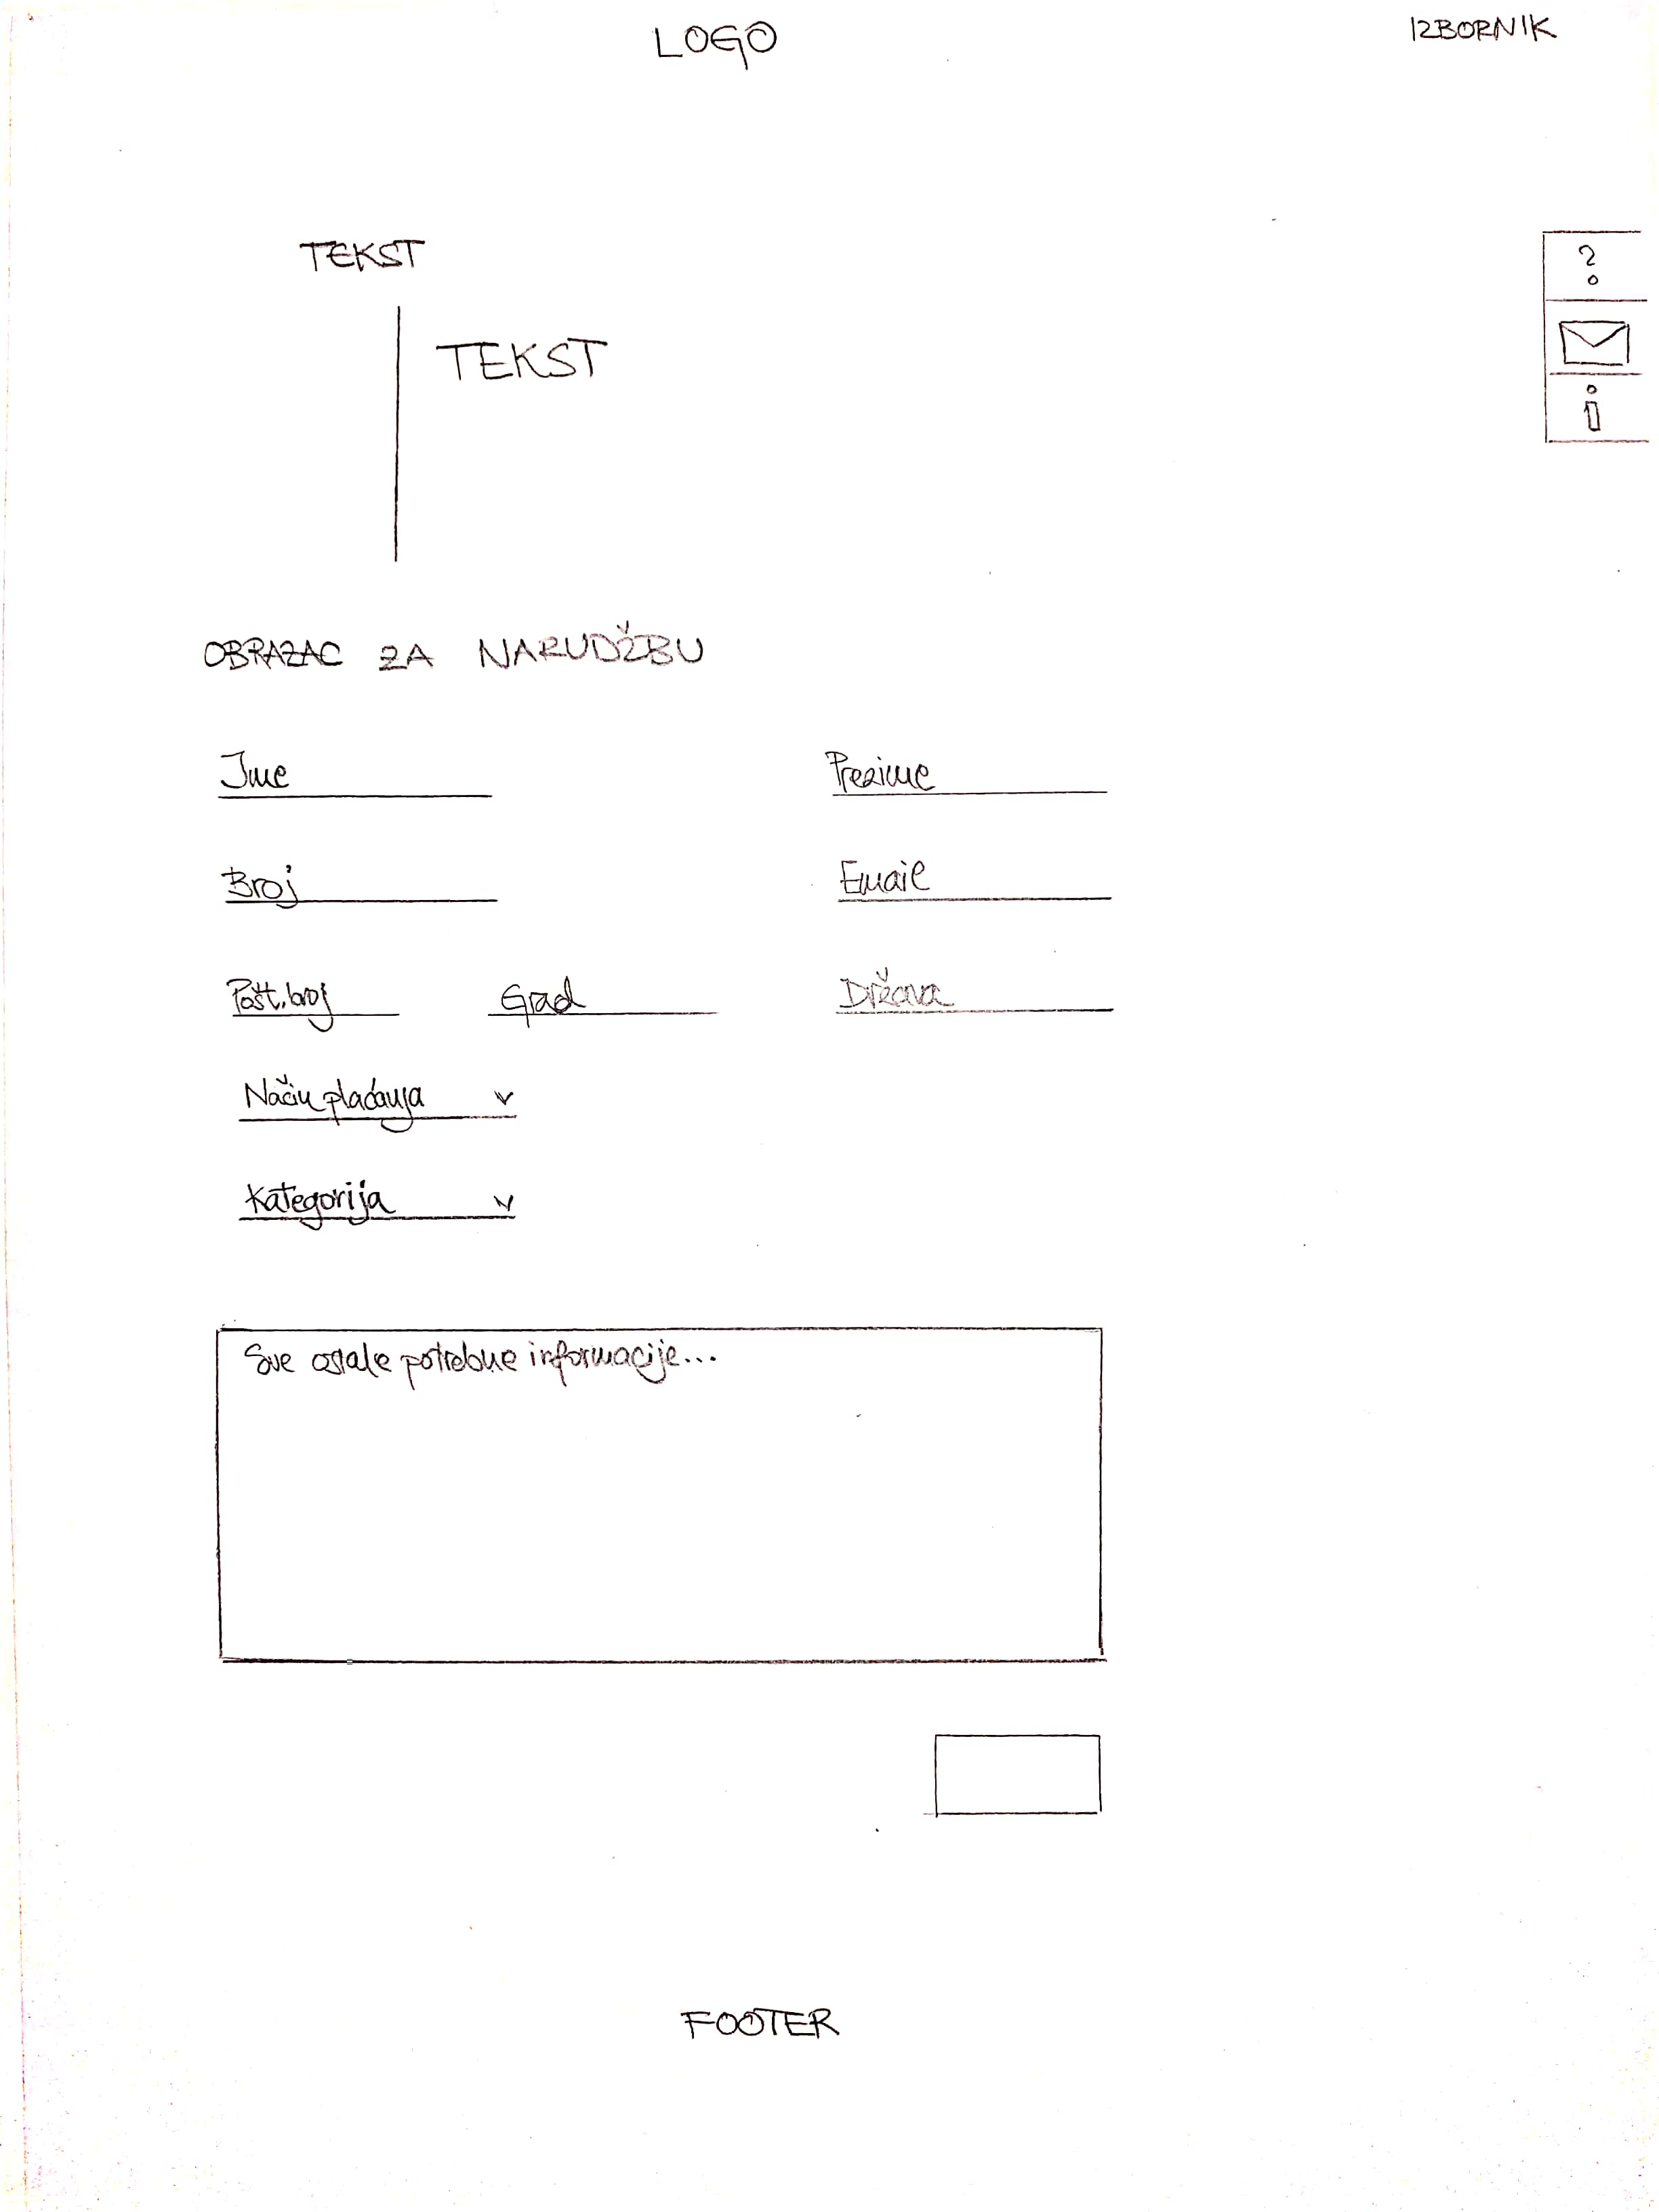 LOGO
IZBORNIK
TEKST
TEKST
?
i
OBRAZAC ZA NARUDŽBU
Ime
Prezime
Broj
Email
Pošt.broj
Grad
Država
Način plaćanja
Kategorija
Sve ostale potrebne informacije...
FOOTER